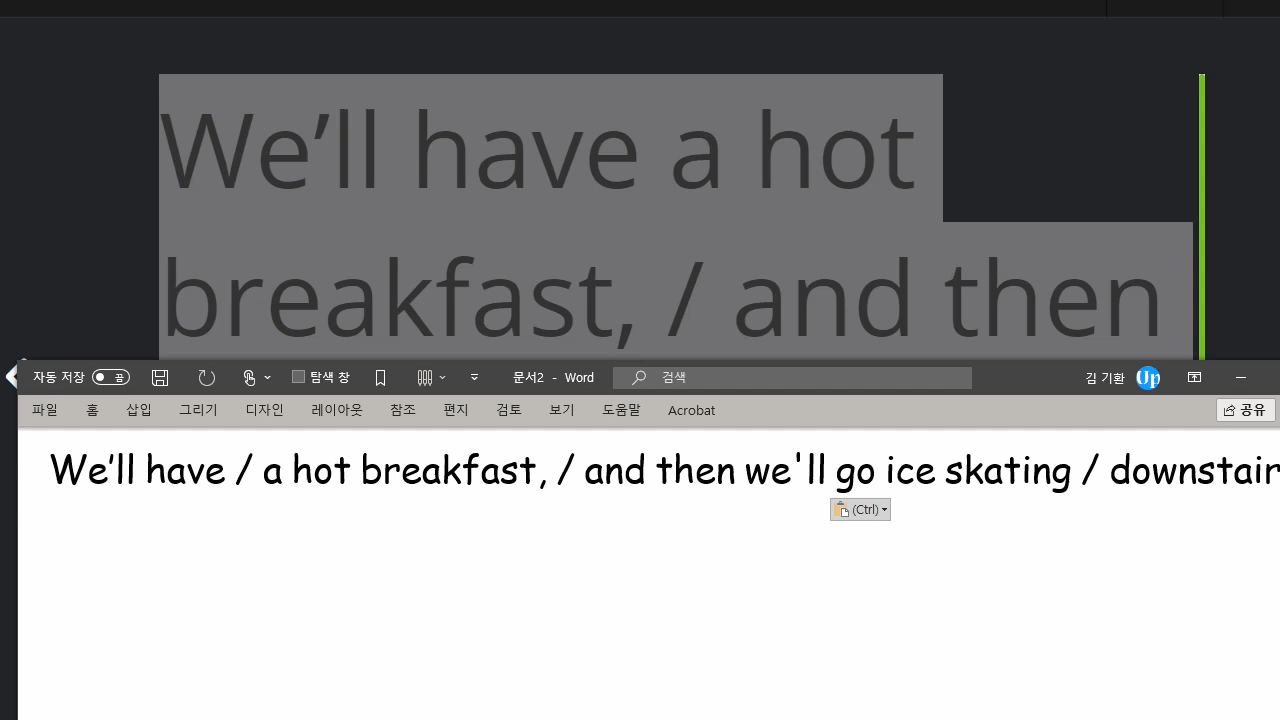 We’ll have a hot
breakfast, / and then
자동 저장 끔 탐색 창 문서2 - Word 검색 김 기환 Up
파일 홈 삽입 그리기 디자인 레이아웃 참조 편지 검토 보기 도움말 Acrobat 공유
We’ll have / a hot breakfast, / and then we'll go ice skating / downstair
(Ctrl)